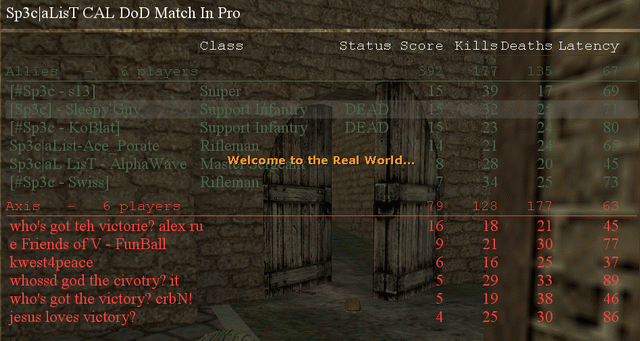 Sp3c|aLisT CAL DoD Match In Pro
Class Status Score Kills Deaths Latency
Allies - 6 players 392 177 135 67
[#Sp3c - s13] Sniper 15 39 17 69
[Sp3c] - Sleepy Guy Support Infantry DEAD 15 32 71
[#Sp3c - KoBlat] Support Infantry DEAD 15 23 24 80
Sp3c|aList-Ace_Porate Rifleman 14 21 24 65
Sp3c|aL LisT - AlphaWave Master Sergeant 8 28 20 45
[#Sp3c - Swiss] Rifleman 7 34 25 73
Welcome to the Real World...
Axis - 6 players 79 128 177 63
who's got teh victorie? alex ru 16 18 21 45
e Friends of V - FunBall 9 21 30 77
kwest4peace 6 16 25 37
whossd god the civotry? it 5 29 33 89
who's got the victory? crbN! 5 19 38 46
jesus loves victory? 4 25 30 86